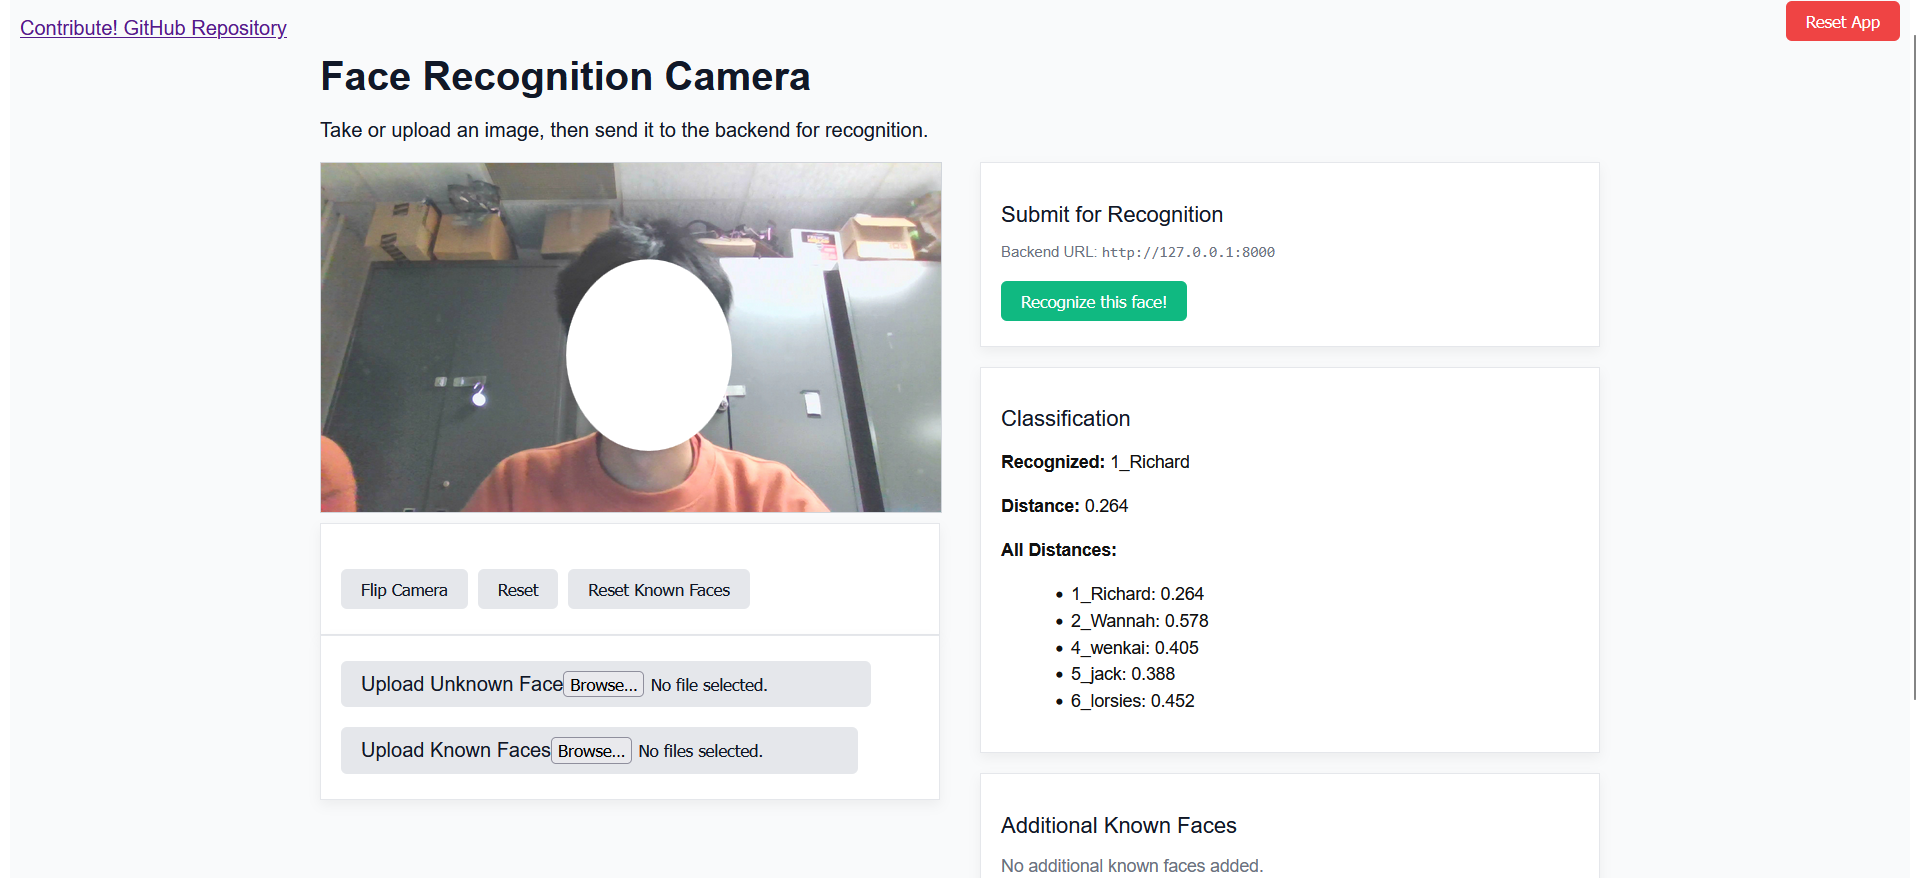 Contribute! GitHub Repository
Reset App
Face Recognition Camera
Take or upload an image, then send it to the backend for recognition.
Flip Camera
Reset
Reset Known Faces
Upload Unknown Face Browse... No file selected.
Upload Known Faces Browse... No files selected.
Submit for Recognition
Backend URL: http://127.0.0.1:8000
Recognize this face!
Classification
Recognized: 1_Richard
Distance: 0.264
All Distances:
• 1_Richard: 0.264
• 2_Wannah: 0.578
• 4_wenkai: 0.405
• 5_jack: 0.388
• 6_lorsies: 0.452
Additional Known Faces
No additional known faces added.